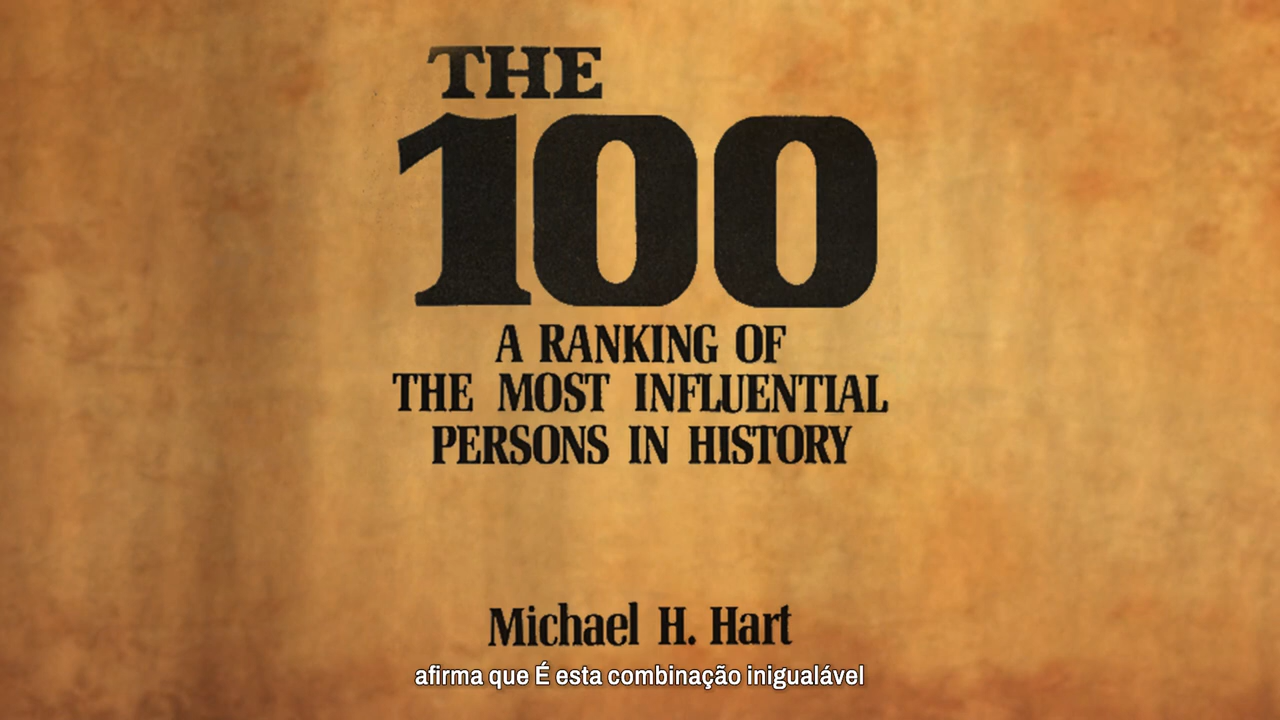 THE
100
A RANKING OF
THE MOST INFLUENTIAL
PERSONS IN HISTORY
Michael H. Hart
afirma que É esta combinação inigualável